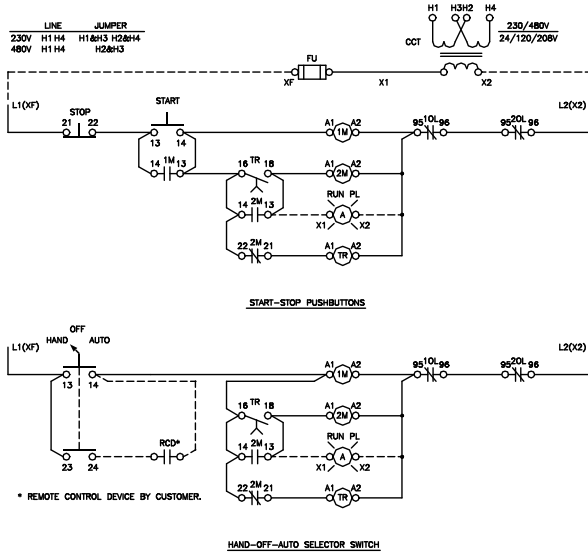 H1 H3 H2 H4
LINE JUMPER
230V H1 H4 H1&H3 H2&H4
480V H1 H4 H2&H3
230/480V
24/120/208V
CCT
FU
XF X1 X2
L1(XF) L2(X2)
STOP START
21 22 13 14 A1 1M A2 95 1OL 96 95 2OL 96
14 1M 13
16 TR 18 A1 2M A2
RUN PL
14 2M 13 A
X1 X2
22 2M 21 A1 TR A2
START-STOP PUSHBUTTONS
OFF
L1(XF) HAND AUTO L2(X2)
13 14 A1 1M A2 95 1OL 96 95 2OL 96
16 TR 18 A1 2M A2
RUN PL
14 2M 13 A
X1 X2
RCD*
23 24
22 2M 21 A1 TR A2
* REMOTE CONTROL DEVICE BY CUSTOMER.
HAND-OFF-AUTO SELECTOR SWITCH